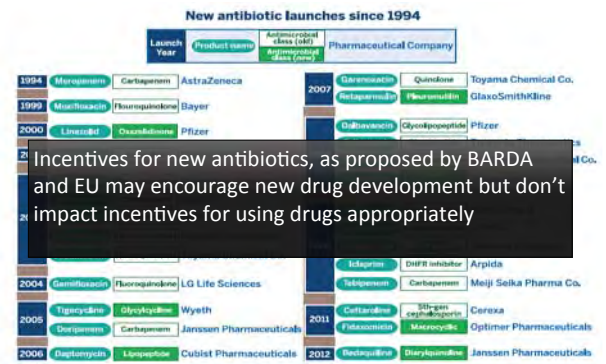 New antibiotic launches since 1994
Launch Year
Product name
Antimicrobial class (old)
Antimicrobial class (new)
Pharmaceutical Company
1994 Meropenem Carbapenem AstraZeneca
1999 Moxifloxacin Flouroquinolone Bayer
2000 Linezolid Oxazolidinone Pfizer
Incentives for new antibiotics, as proposed by BARDA
and EU may encourage new drug development but don't
impact incentives for using drugs appropriately
2004 Gemifloxacin Fluoroquinolone LG Life Sciences
2005 Tigecycline Glycylcycline Wyeth
Doripenem Carbapenem Janssen Pharmaceuticals
2006 Daptomycin Lipopeptide Cubist Pharmaceuticals
2007 Garenoxacin Quinolone Toyama Chemical Co.
Retapamulin Pleuromutilin GlaxoSmithKline
Dalbavancin Glycolipopeptide Pfizer
Iclaprim DHFR inhibitor Arpida
Tebipenem Carbapenem Meiji Seika Pharma Co.
2011 Ceftaroline 5th-gen cephalosporin Cerexa
Fidaxomicin Macrocyclic Optimer Pharmaceuticals
2012 Bedaquiline Diarylquinoline Janssen Pharmaceuticals